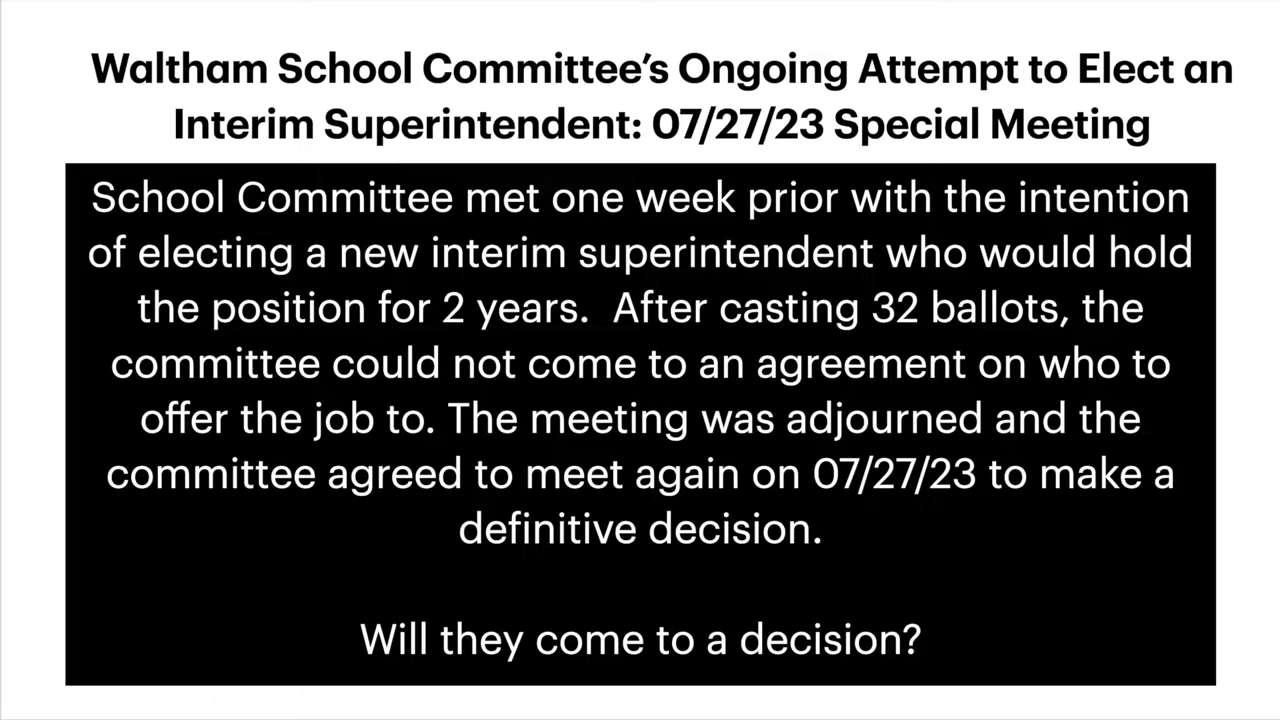 Waltham School Committee’s Ongoing Attempt to Elect an
Interim Superintendent: 07/27/23 Special Meeting
School Committee met one week prior with the intention
of electing a new interim superintendent who would hold
the position for 2 years.  After casting 32 ballots, the
committee could not come to an agreement on who to
offer the job to. The meeting was adjourned and the
committee agreed to meet again on 07/27/23 to make a
definitive decision.
Will they come to a decision?